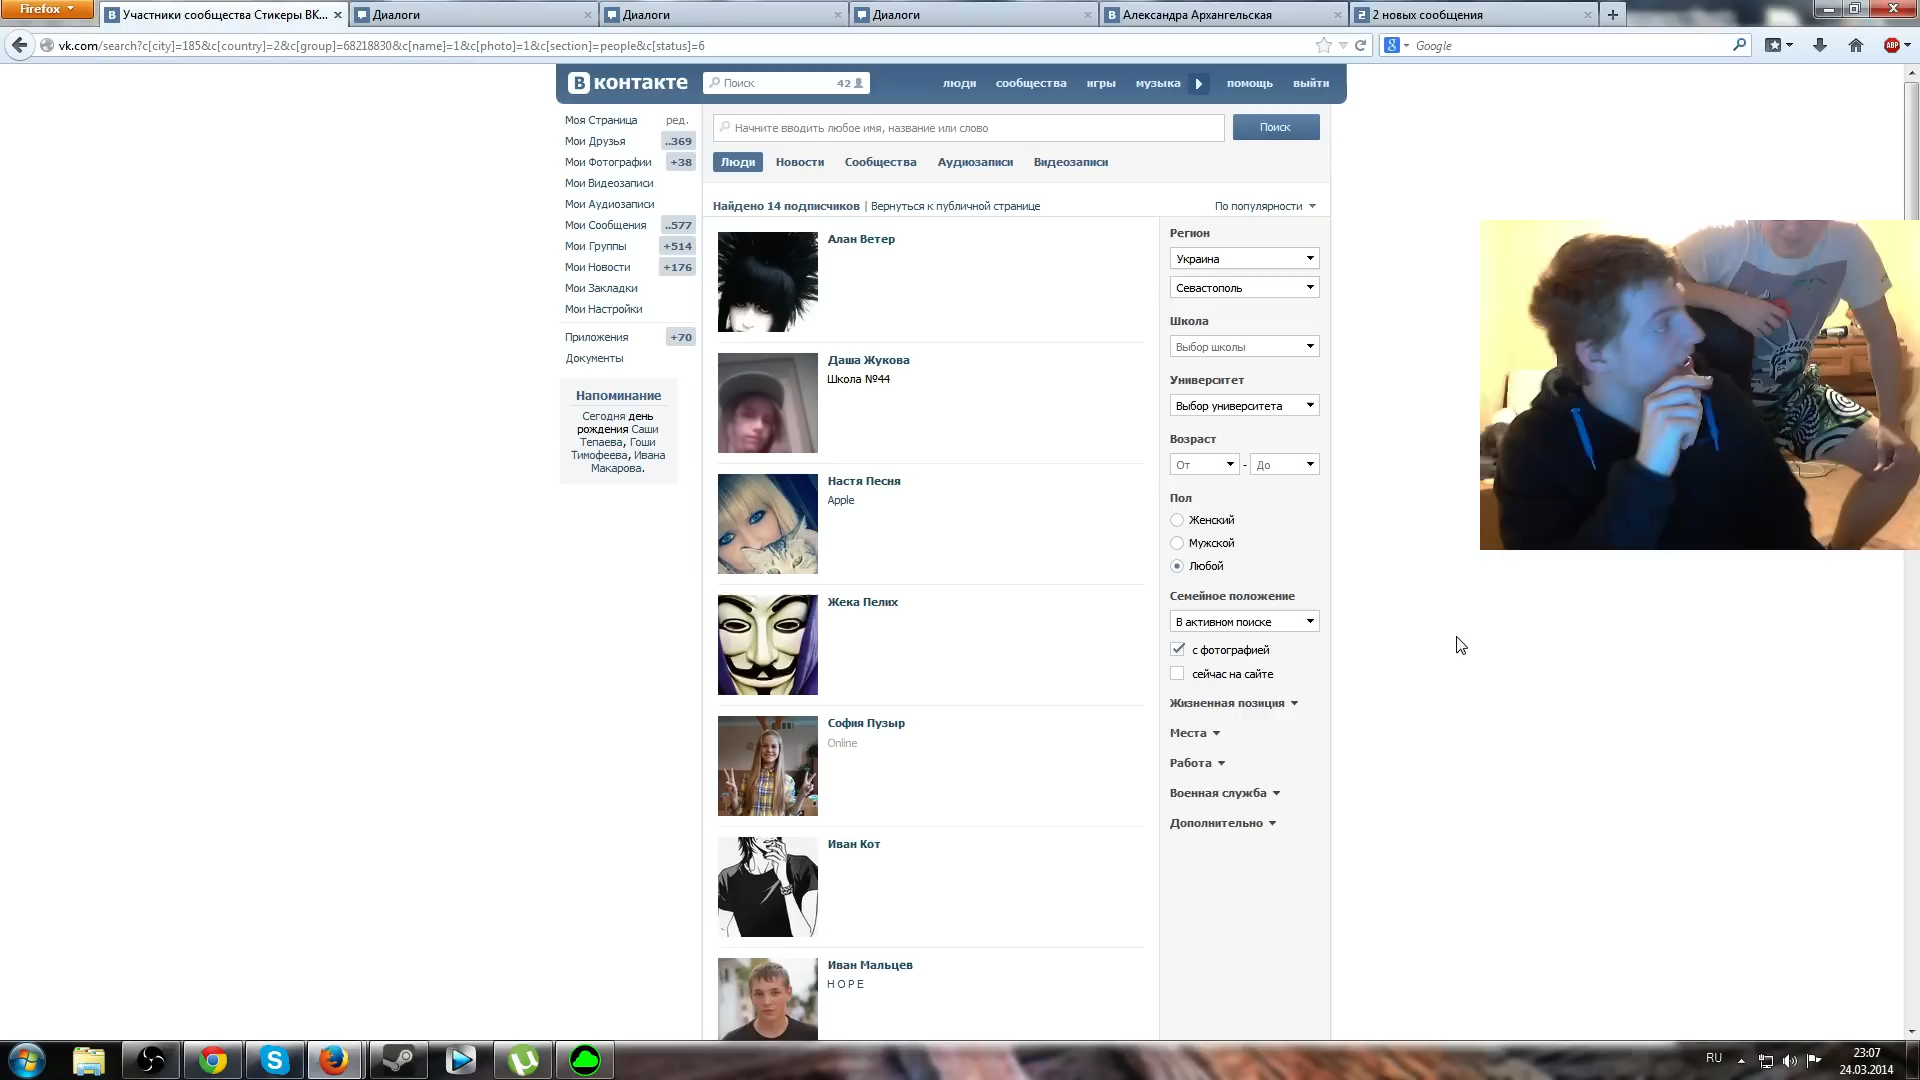 Firefox
Участники сообщества Стикеры ВК...
Диалоги
Диалоги
Диалоги
Александра Архангельская
2 новых сообщения
vk.com/search?c[city]=185&c[country]=2&c[group]=68218830&c[name]=1&c[photo]=1&c[section]=people&c[status]=6
Google
ABP
В контакте
Поиск
42
люди
сообщества
игры
музыка
помощь
выйти
Моя Страница
ред.
Мои Друзья
..369
Мои Фотографии
+38
Мои Видеозаписи
Мои Аудиозаписи
Мои Сообщения
..577
Мои Группы
+514
Мои Новости
+176
Мои Закладки
Мои Настройки
Приложения
+70
Документы
Напоминание
Сегодня день
рождения Саши
Тепаева, Гоши
Тимофеева, Ивана
Макарова.
Начните вводить любое имя, название или слово
Поиск
Люди
Новости
Сообщества
Аудиозаписи
Видеозаписи
Найдено 14 подписчиков | Вернуться к публичной странице
По популярности
Алан Ветер
Даша Жукова
Школа №44
Настя Песня
Apple
Жека Пелих
София Пузыр
Online
Иван Кот
Иван Мальцев
H O P E
Регион
Украина
Севастополь
Школа
Выбор школы
Университет
Выбор университета
Возраст
От
-
До
Пол
Женский
Мужской
Любой
Семейное положение
В активном поиске
с фотографией
сейчас на сайте
Жизненная позиция
Места
Работа
Военная служба
Дополнительно
RU
23:07
24.03.2014